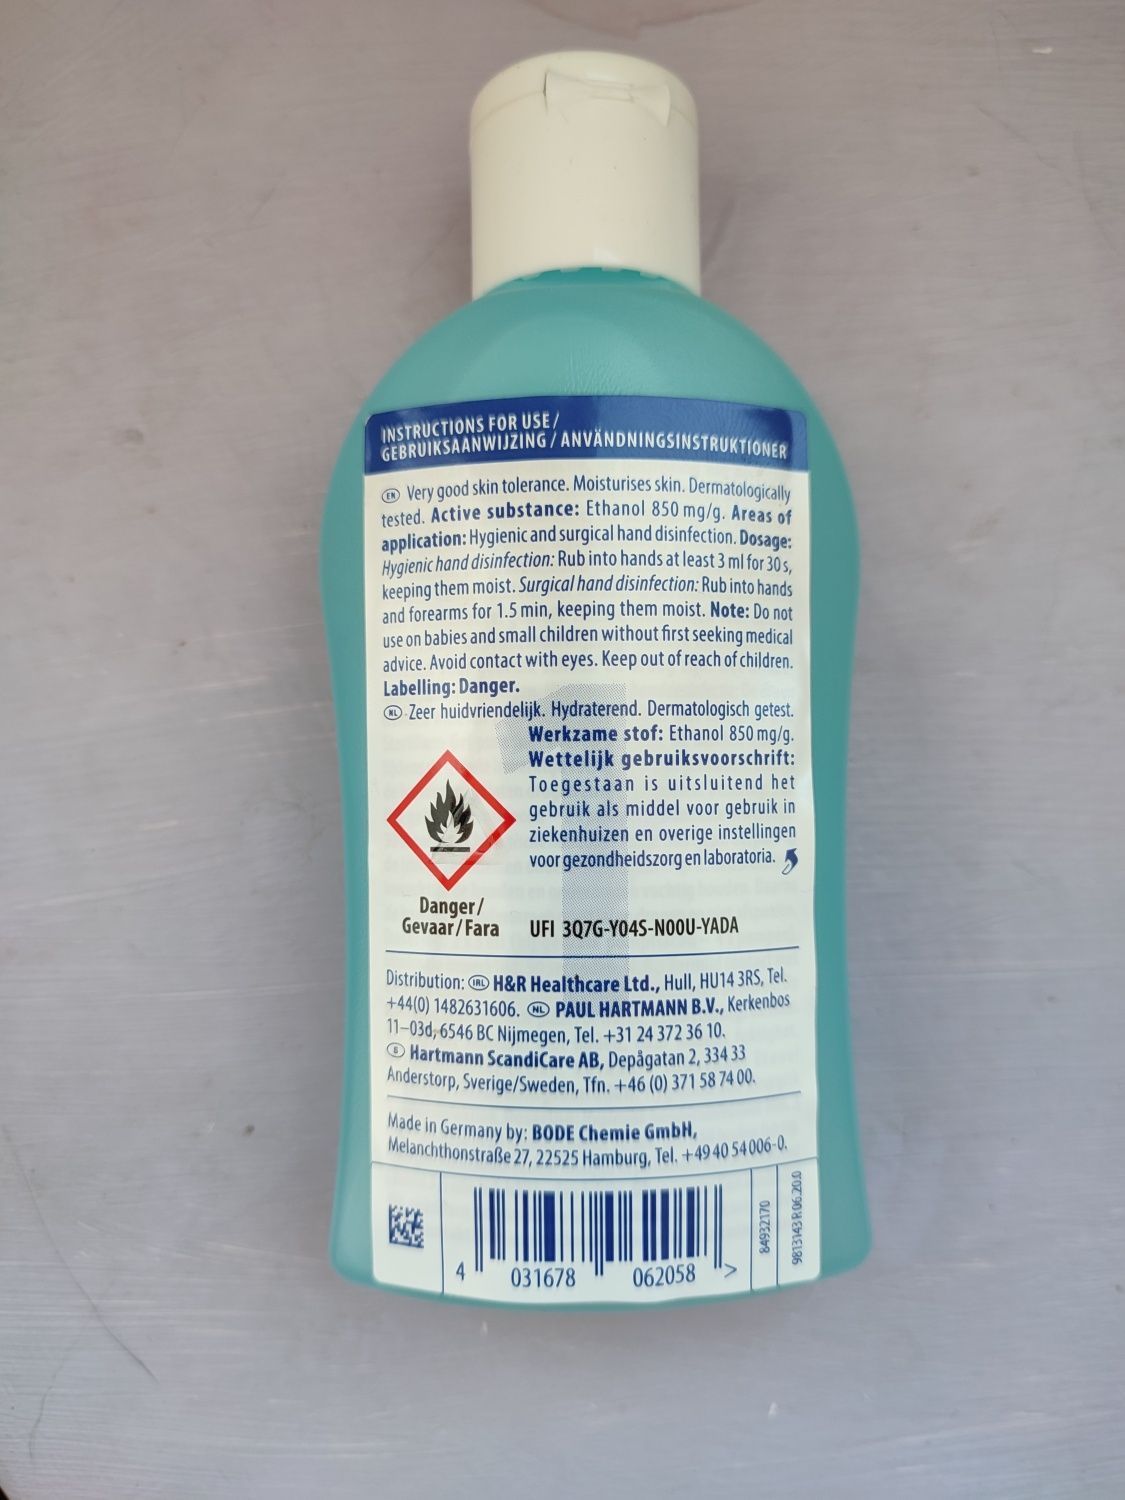 INSTRUCTIONS FOR USE/
GEBRUIKSAANWIJZING / ANVÄNDNINGSINSTRUKTIONER
EN Very good skin tolerance. Moisturises skin. Dermatologically
tested. Active substance: Ethanol 850 mg/g. Areas of
application: Hygienic and surgical hand disinfection. Dosage:
Hygienic hand disinfection: Rub into hands at least 3 ml for 30 s,
keeping them moist. Surgical hand disinfection: Rub into hands
and forearms for 1.5 min, keeping them moist. Note: Do not
use on babies and small children without first seeking medical
advice. Avoid contact with eyes. Keep out of reach of children.
Labelling: Danger.
NL Zeer huidvriendelijk. Hydraterend. Dermatologisch getest.
Werkzame stof: Ethanol 850 mg/g.
Wettelijk gebruiksvoorschrift:
Toegestaan is uitsluitend het
gebruik als middel voor gebruik in
ziekenhuizen en overige instellingen
voor gezondheidszorg en laboratoria.
1
Danger/
Gevaar/Fara
UFI 3Q7G-Y04S-N00U-YADA
Distribution: IRL H&R Healthcare Ltd., Hull, HU14 3RS, Tel.
+44(0) 1482631606. NL PAUL HARTMANN B.V., Kerkenbos
11–03d, 6546 BC Nijmegen, Tel. +31 24 372 36 10.
S Hartmann ScandiCare AB, Depågatan 2, 334 33
Anderstorp, Sverige/Sweden, Tfn. +46 (0) 371 58 74 00.
Made in Germany by: BODE Chemie GmbH,
Melanchthonstraße 27, 22525 Hamburg, Tel. +49 40 54 006-0.
4 031678 062058 >
84932170
9813143 R.06.20.0